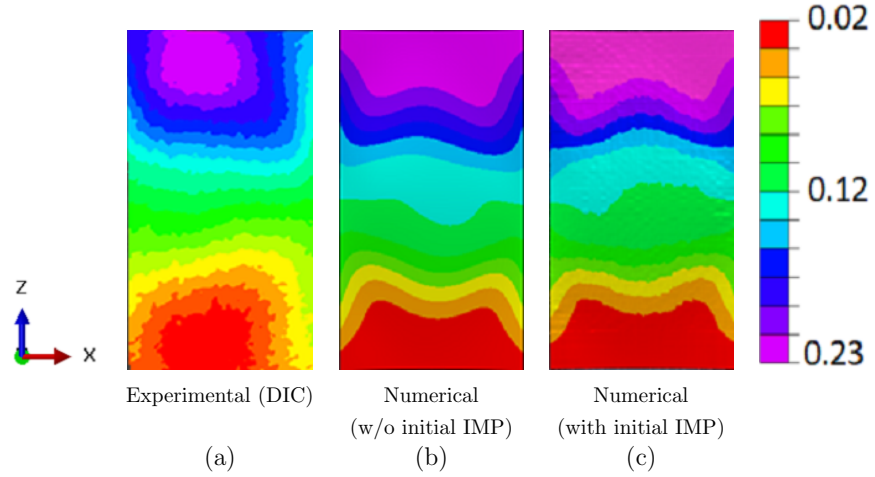 0.02
0.12
0.23
Z
X
Experimental (DIC)
Numerical
(w/o initial IMP)
Numerical
(with initial IMP)
(a)
(b)
(c)